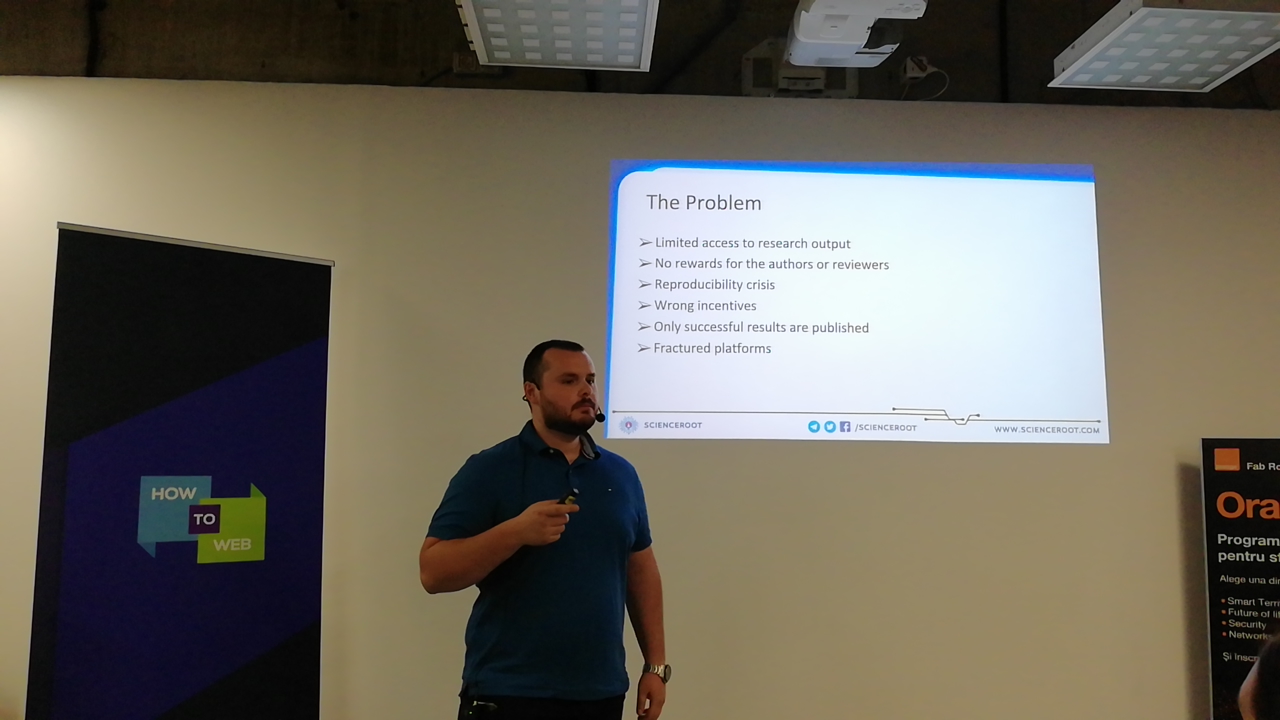 The Problem
➢ Limited access to research output
➢ No rewards for the authors or reviewers
➢ Reproducibility crisis
➢ Wrong incentives
➢ Only successful results are published
➢ Fractured platforms
SCIENCEROOT
/SCIENCEROOT
WWW.SCIENCEROOT.COM
HOW
TO
WEB
Fab
Program
pentru
Alege una
• Smart
• Future of
• Security
Și